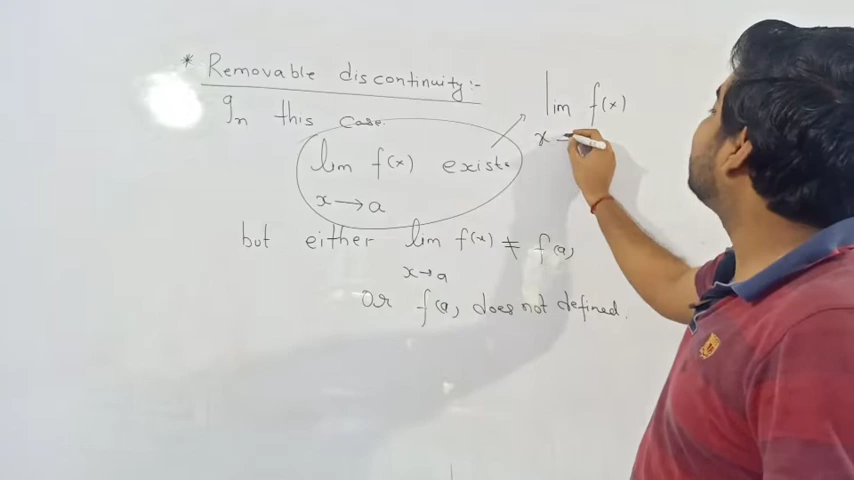 * Removable discontinuity:-
In this case
lim f(x) exists
x→a
but either lim f(x) ≠ f(a)
x→a
or f(a) does not defined.
lim f(x)
x→